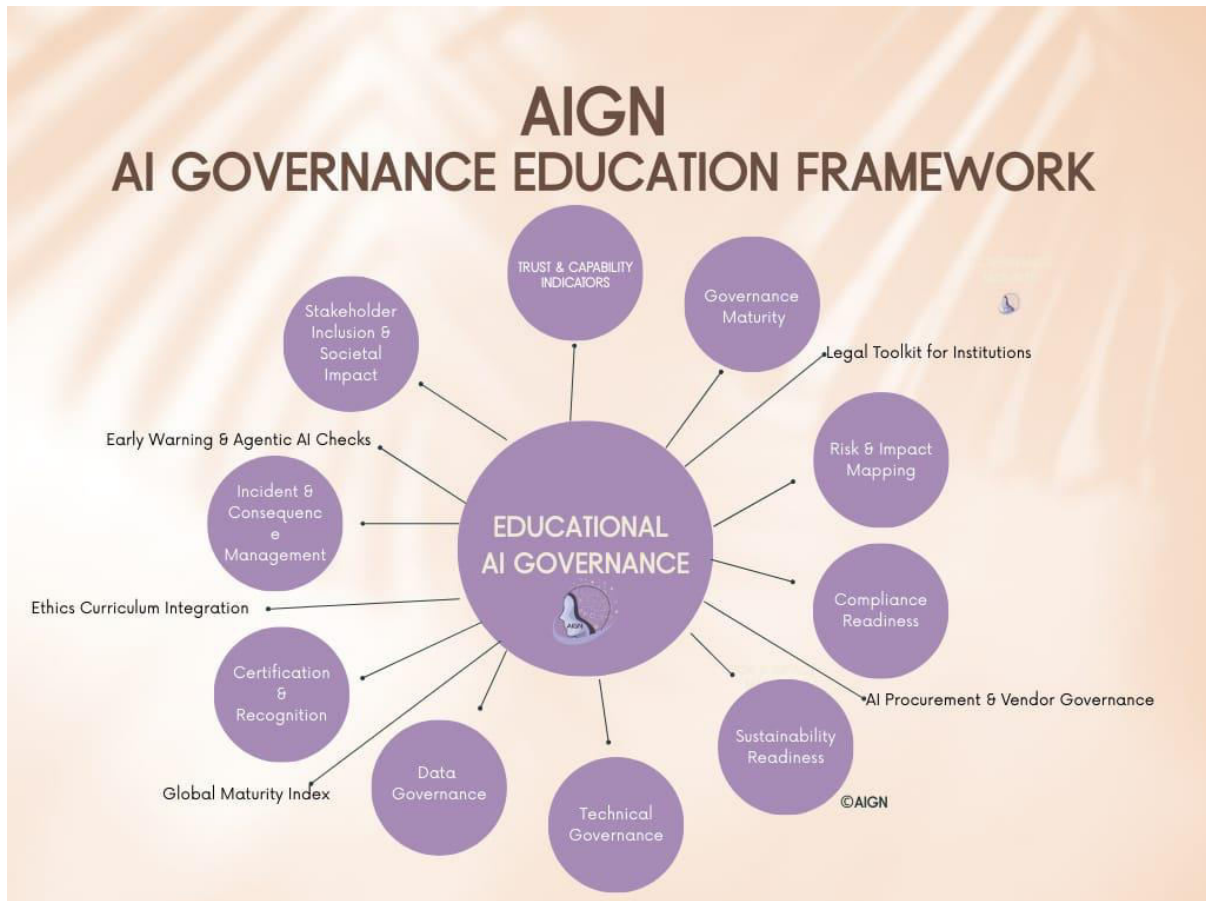 AIGN
AI GOVERNANCE EDUCATION FRAMEWORK
TRUST & CAPABILITY
INDICATORS
Governance
Maturity
Legal Toolkit for Institutions
Risk & Impact
Mapping
Compliance
Readiness
AI Procurement & Vendor Governance
Sustainability
Readiness
©AIGN
Technical
Governance
Data
Governance
Global Maturity Index
Certification
&
Recognition
Ethics Curriculum Integration
Incident &
Consequenc
e
Management
Early Warning & Agentic AI Checks
Stakeholder
Inclusion &
Societal
Impact
EDUCATIONAL
AI GOVERNANCE
AIGN